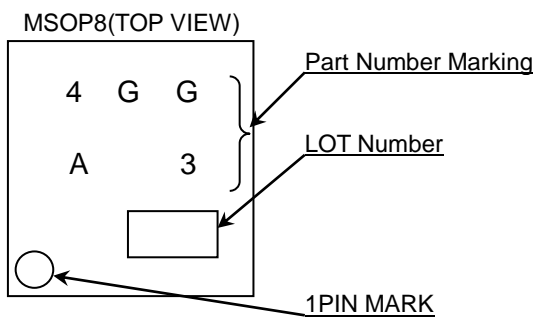 MSOP8(TOP VIEW)
Part Number Marking
4 G G
LOT Number
A 3
1PIN MARK